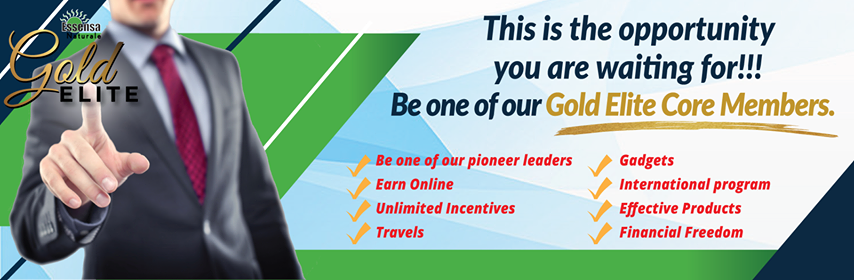 Essensa
Naturale
Gold
ELITE
This is the opportunity
you are waiting for!!!
Be one of our Gold Elite Core Members.
Be one of our pioneer leaders
Earn Online
Unlimited Incentives
Travels
Gadgets
International program
Effective Products
Financial Freedom